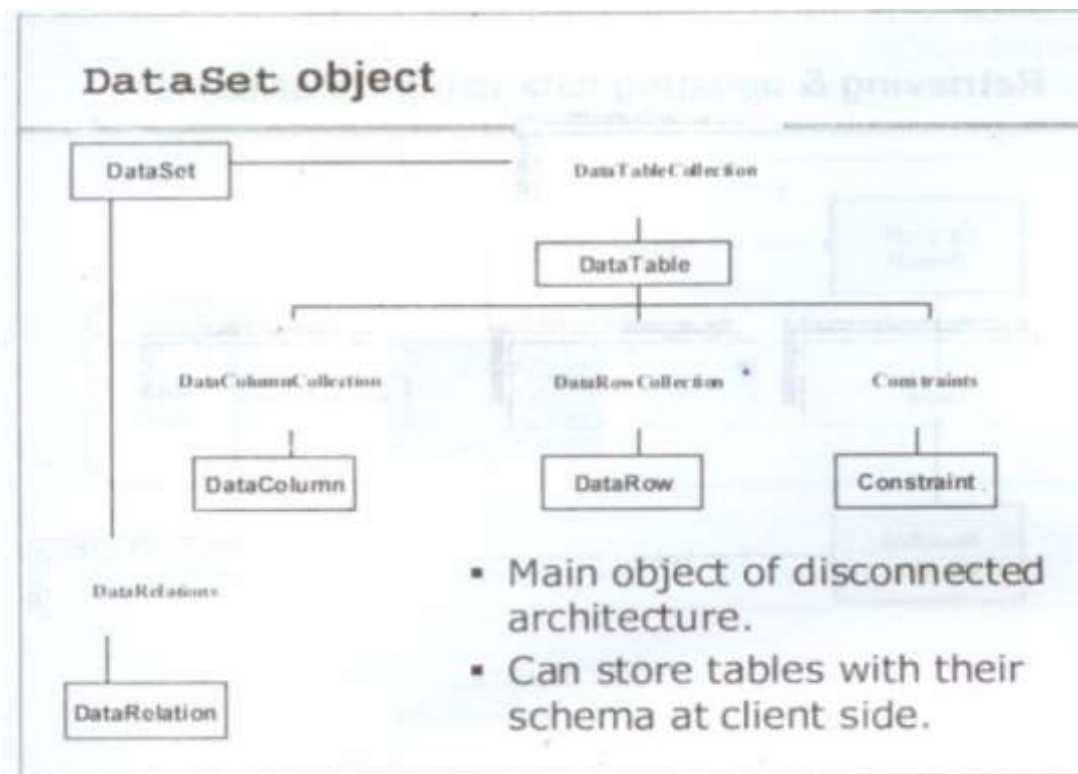 DataSet object
DataSet
DataTableCollection
DataTable
DataColumnCollection
DataRowCollection
Constraints
DataColumn
DataRow
Constraint
DataRelations
DataRelation
▪ Main object of disconnected
architecture.
▪ Can store tables with their
schema at client side.